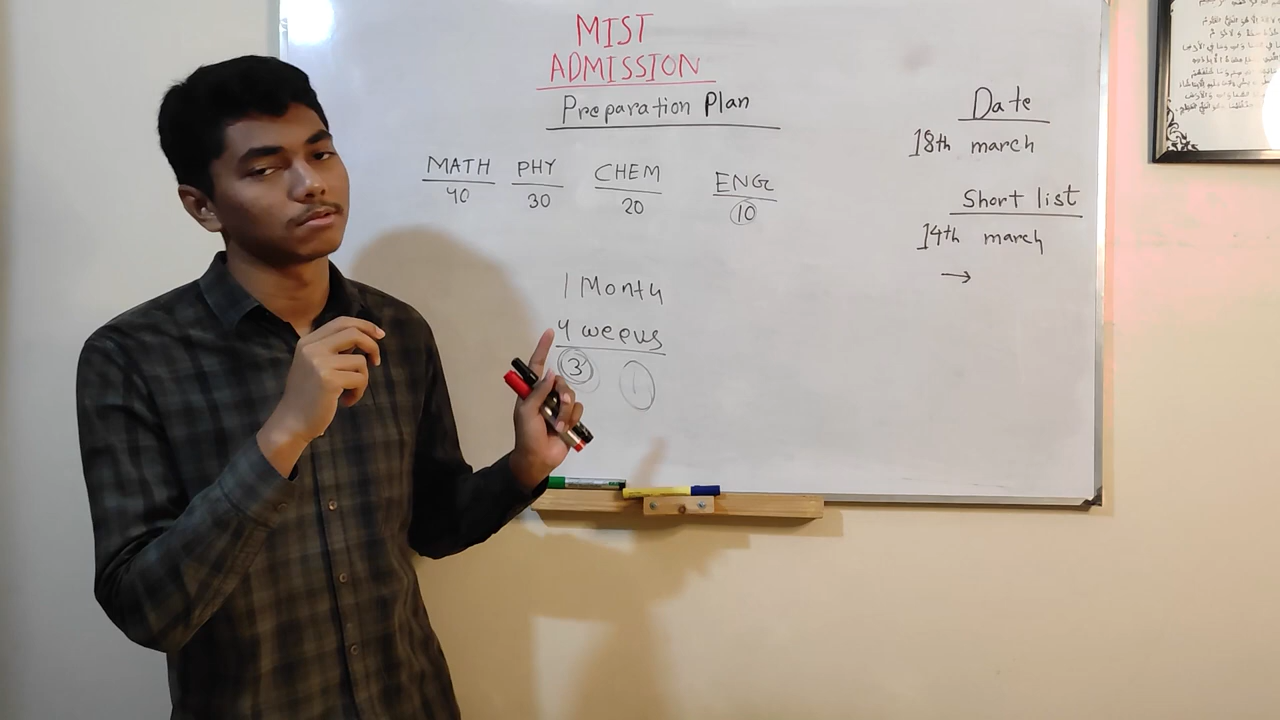 MIST
ADMISSION
Preparation Plan
MATH PHY CHEM ENG
40 30 20 10
1 Month
4 weeks
3 1
Date
18th march
Short list
14th march
→